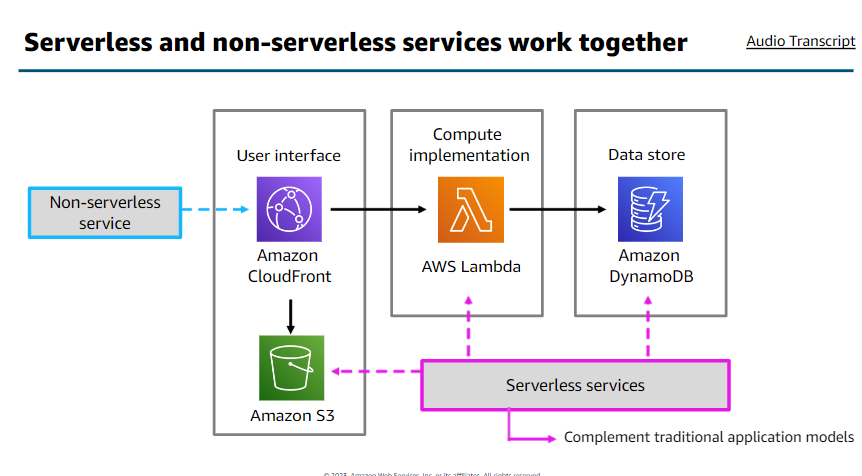 Serverless and non-serverless services work together
Audio Transcript
User interface
Compute
implementation
Data store
Non-serverless
service
Amazon
CloudFront
AWS Lambda
Amazon
DynamoDB
Amazon S3
Serverless services
Complement traditional application models
© 2023, Amazon Web Services, Inc. or its affiliates. All rights reserved.